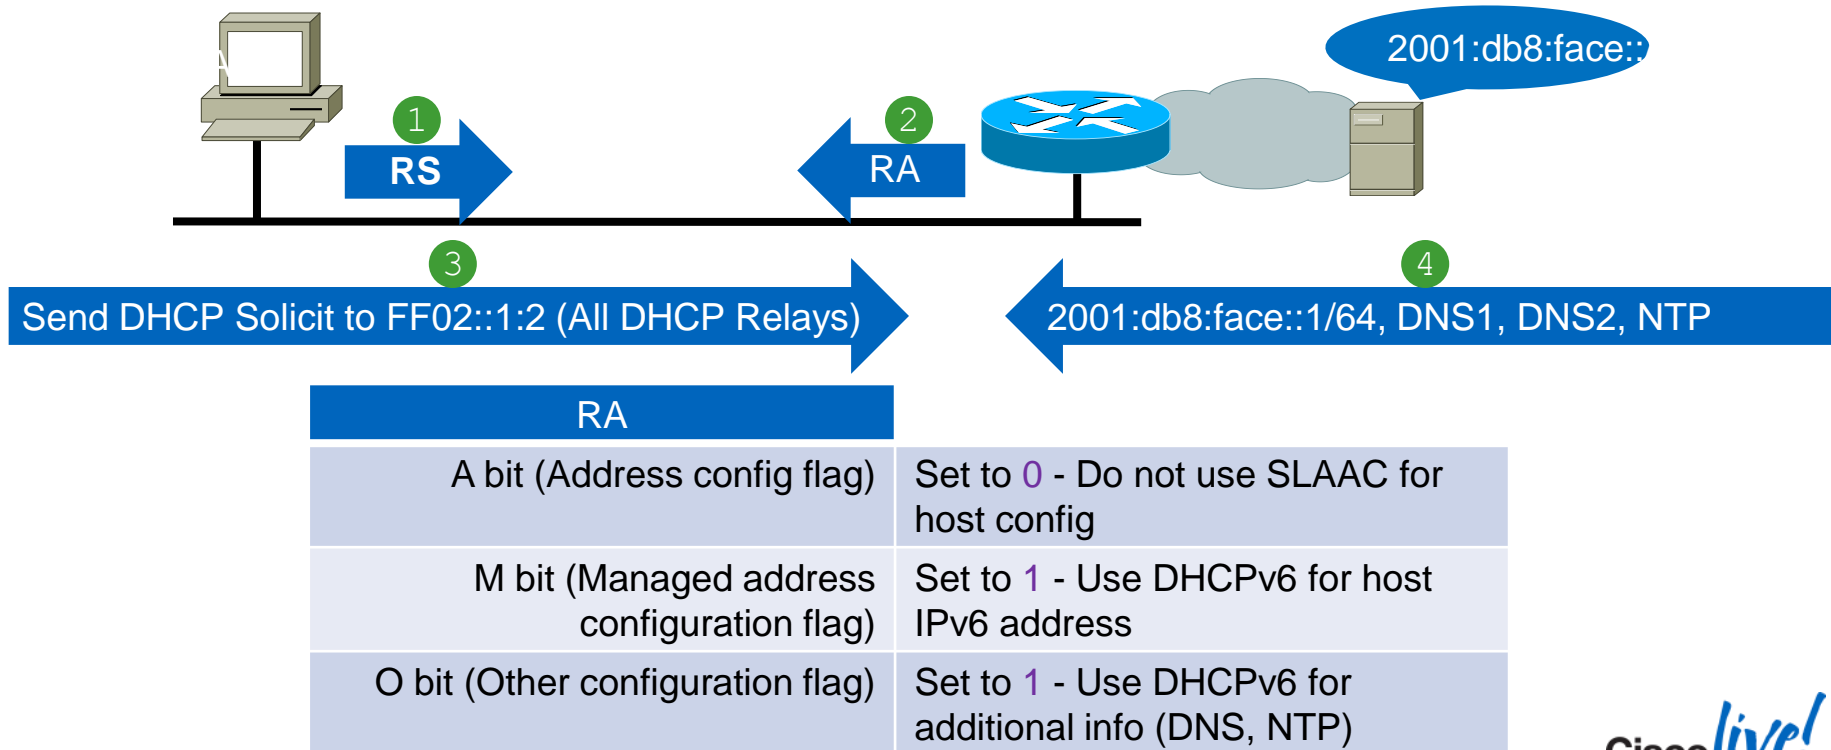 2001:db8:face::
A
1
2
RS
RA
3
4
Send DHCP Solicit to FF02::1:2 (All DHCP Relays)
2001:db8:face::1/64, DNS1, DNS2, NTP
RA
A bit (Address config flag)
Set to 0 - Do not use SLAAC for
host config
M bit (Managed address
configuration flag)
Set to 1 - Use DHCPv6 for host
IPv6 address
O bit (Other configuration flag)
Set to 1 - Use DHCPv6 for
additional info (DNS, NTP)
Cisco live!